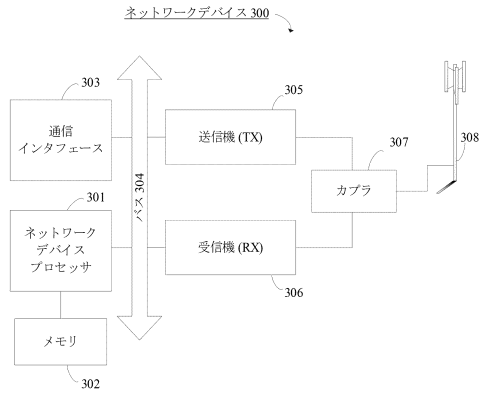 ネットワークデバイス 300
303
通信
インタフェース
305
送信機 (TX)
307
カプラ
308
バス 304
301
ネットワーク
デバイス
プロセッサ
受信機 (RX)
306
メモリ
302